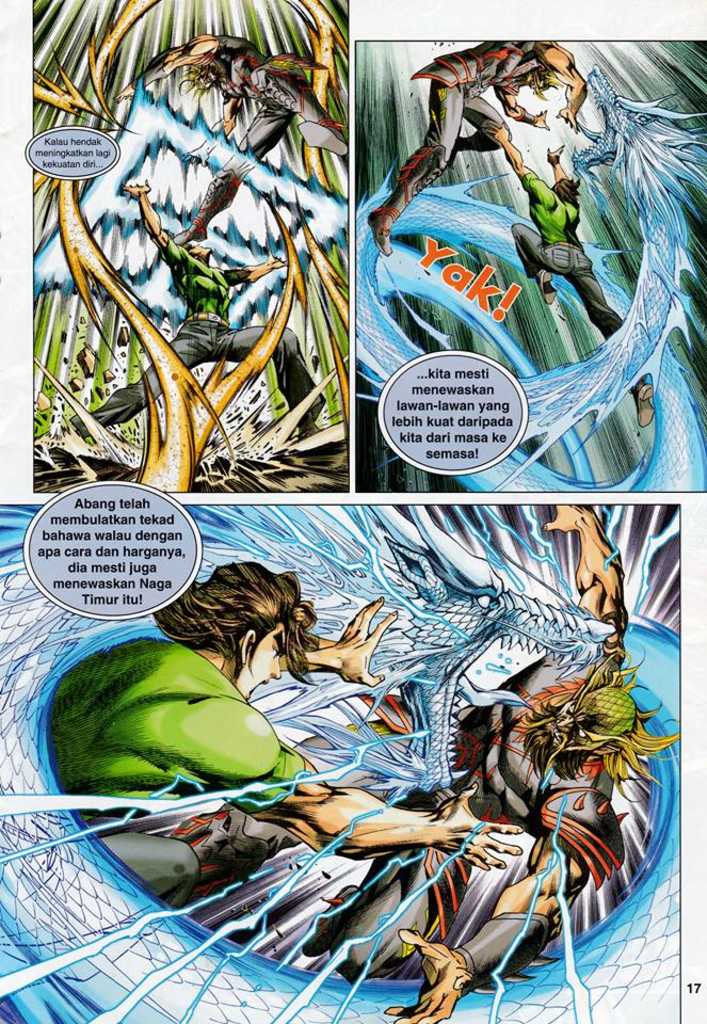 Kalau hendak
meningkatkan lagi
kekuatan diri...
Yak!
...kita mesti
menewaskan
lawan-lawan yang
lebih kuat daripada
kita dari masa ke
semasa!
Abang telah
membulatkan tekad
bahawa walau dengan
apa cara dan harganya,
dia mesti juga
menewaskan Naga
Timur itu!
17